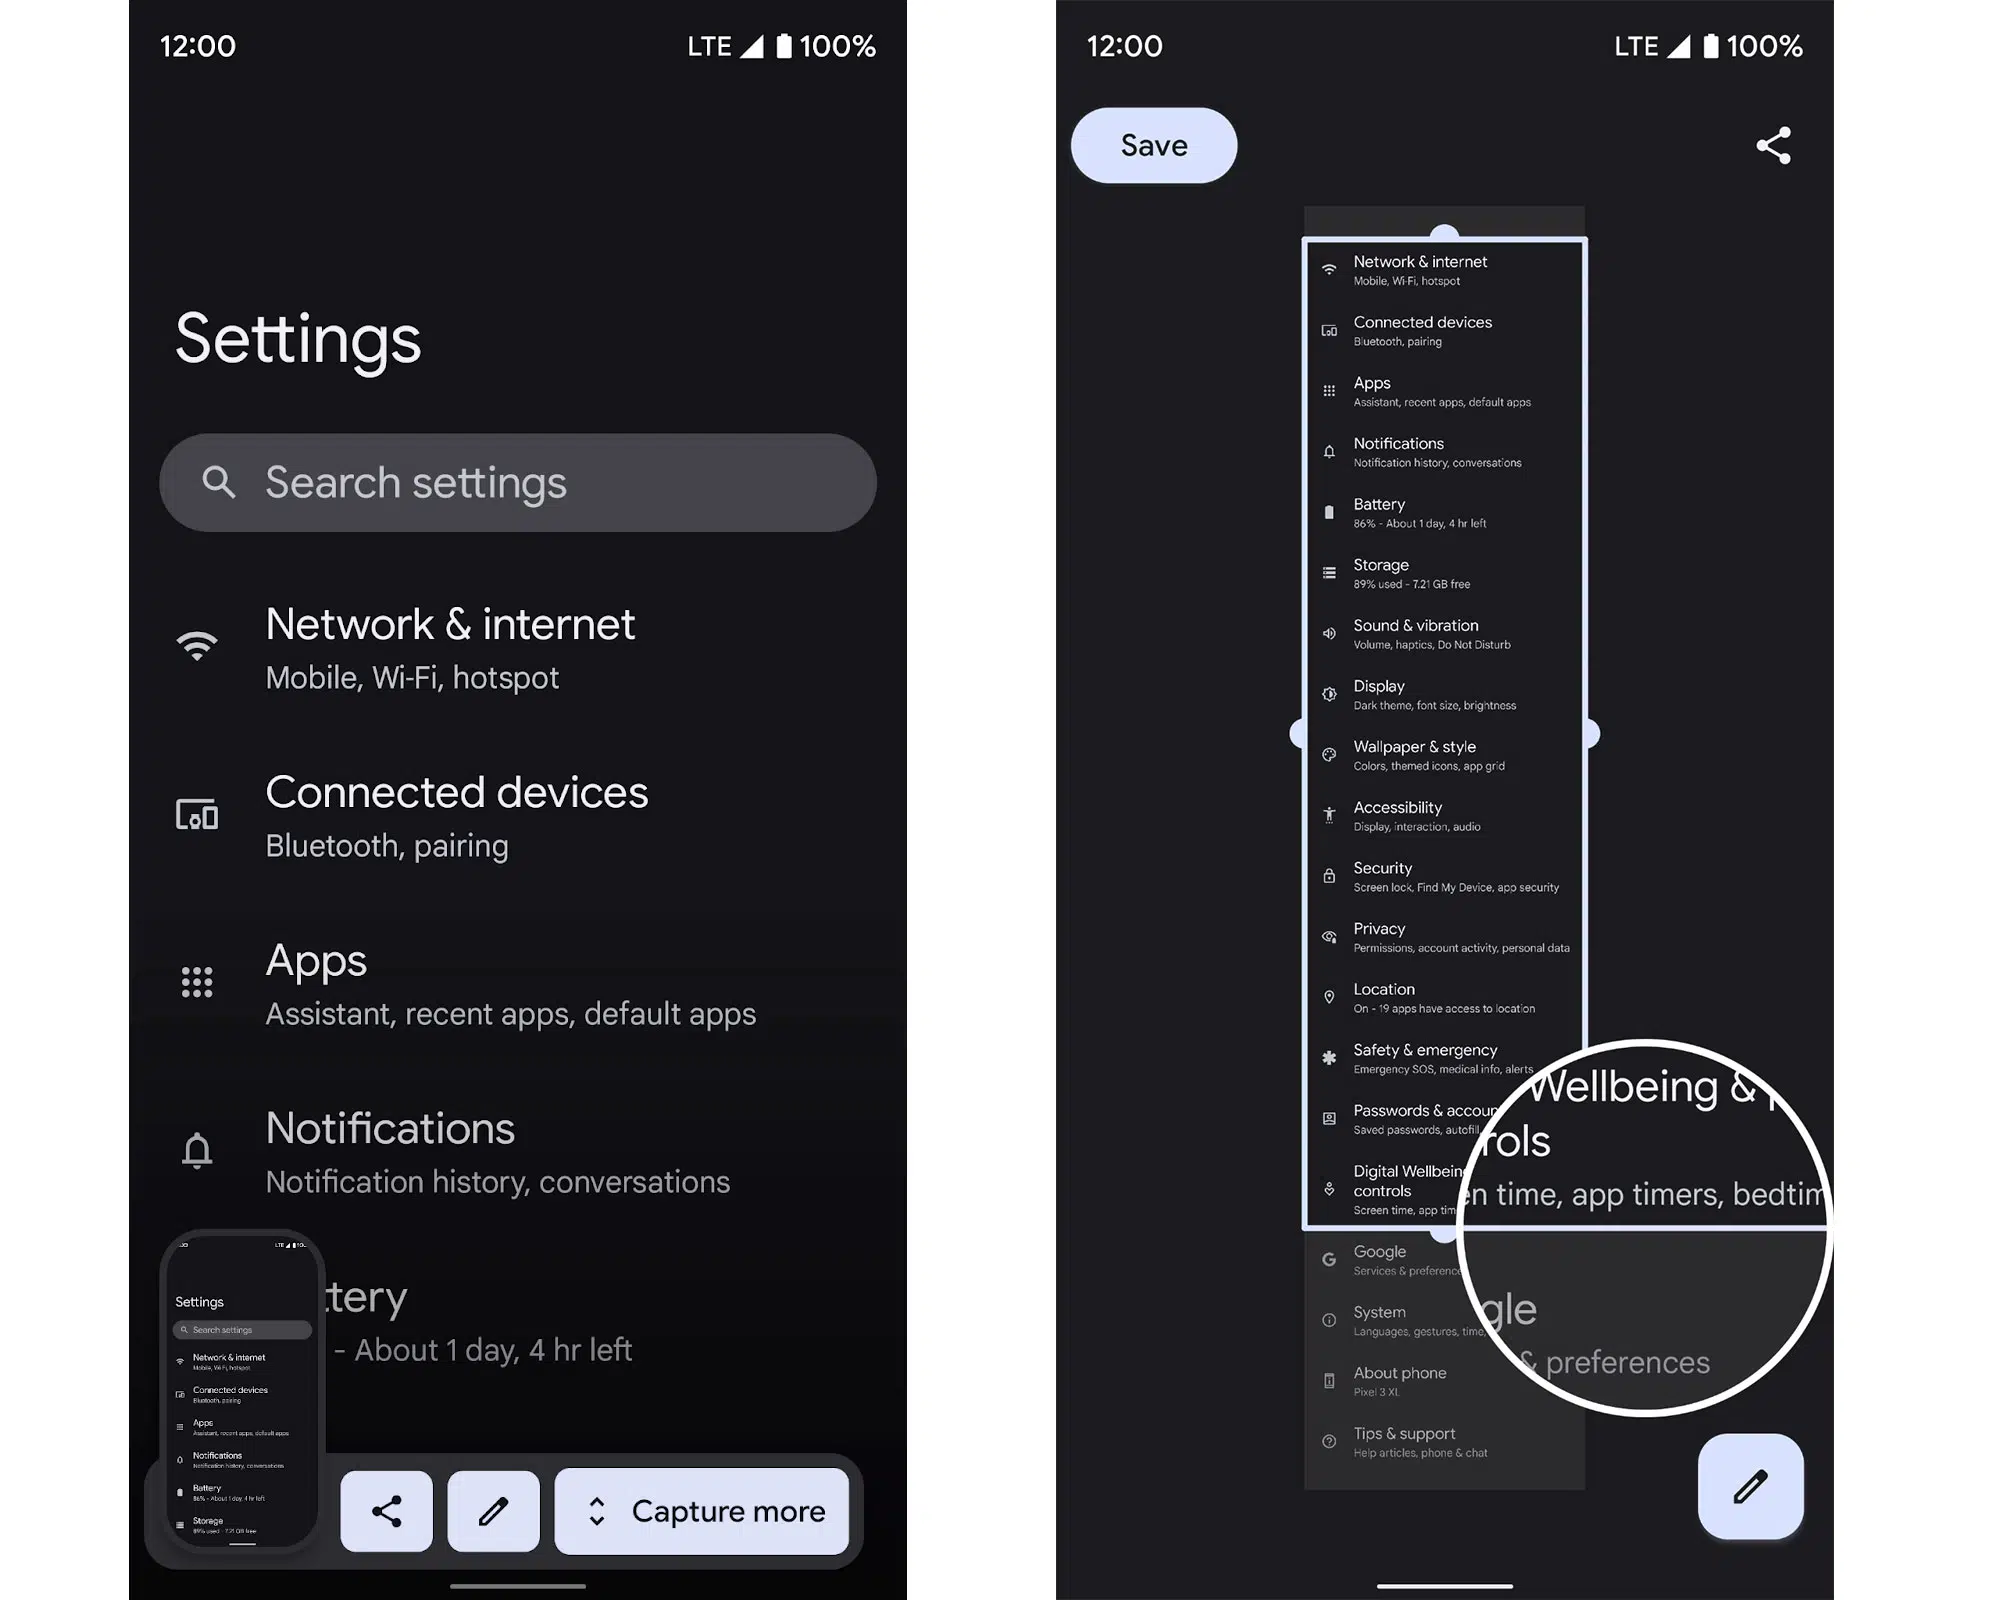 12:00
LTE 100%
Settings
Search settings
Network & internet
Mobile, Wi-Fi, hotspot
Connected devices
Bluetooth, pairing
Apps
Assistant, recent apps, default apps
Notifications
Notification history, conversations
ttery
- About 1 day, 4 hr left
LTE
Settings
Search settings
Network & internet
Mobile, Wi-Fi, hotspot
Connected devices
Bluetooth, pairing
Apps
Assistant, recent apps, default apps
Notifications
Notification history, conversations
Battery
86% - About 1 day, 4 hr left
Storage
89% used - 7.21 GB free
Capture more
12:00
LTE 100%
Save
Network & internet
Mobile, Wi-Fi, hotspot
Connected devices
Bluetooth, pairing
Apps
Assistant, recent apps, default apps
Notifications
Notification history, conversations
Battery
86% - About 1 day, 4 hr left
Storage
89% used - 7.21 GB free
Sound & vibration
Volume, haptics, Do Not Disturb
Display
Dark theme, font size, brightness
Wallpaper & style
Colors, themed icons, app grid
Accessibility
Display, interaction, audio
Security
Screen lock, Find My Device, app security
Privacy
Permissions, account activity, personal data
Location
On - 19 apps have access to location
Safety & emergency
Emergency SOS, medical info, alerts
Passwords & accoun
Saved passwords, autofill
Digital Wellbein
controls
Screen time, app tim
Google
Services & preference
System
Languages, gestures, time,
About phone
Pixel 3 XL
Tips & support
Help articles, phone & chat
Wellbeing &
rols
en time, app timers, bedtim
gle
& preferences